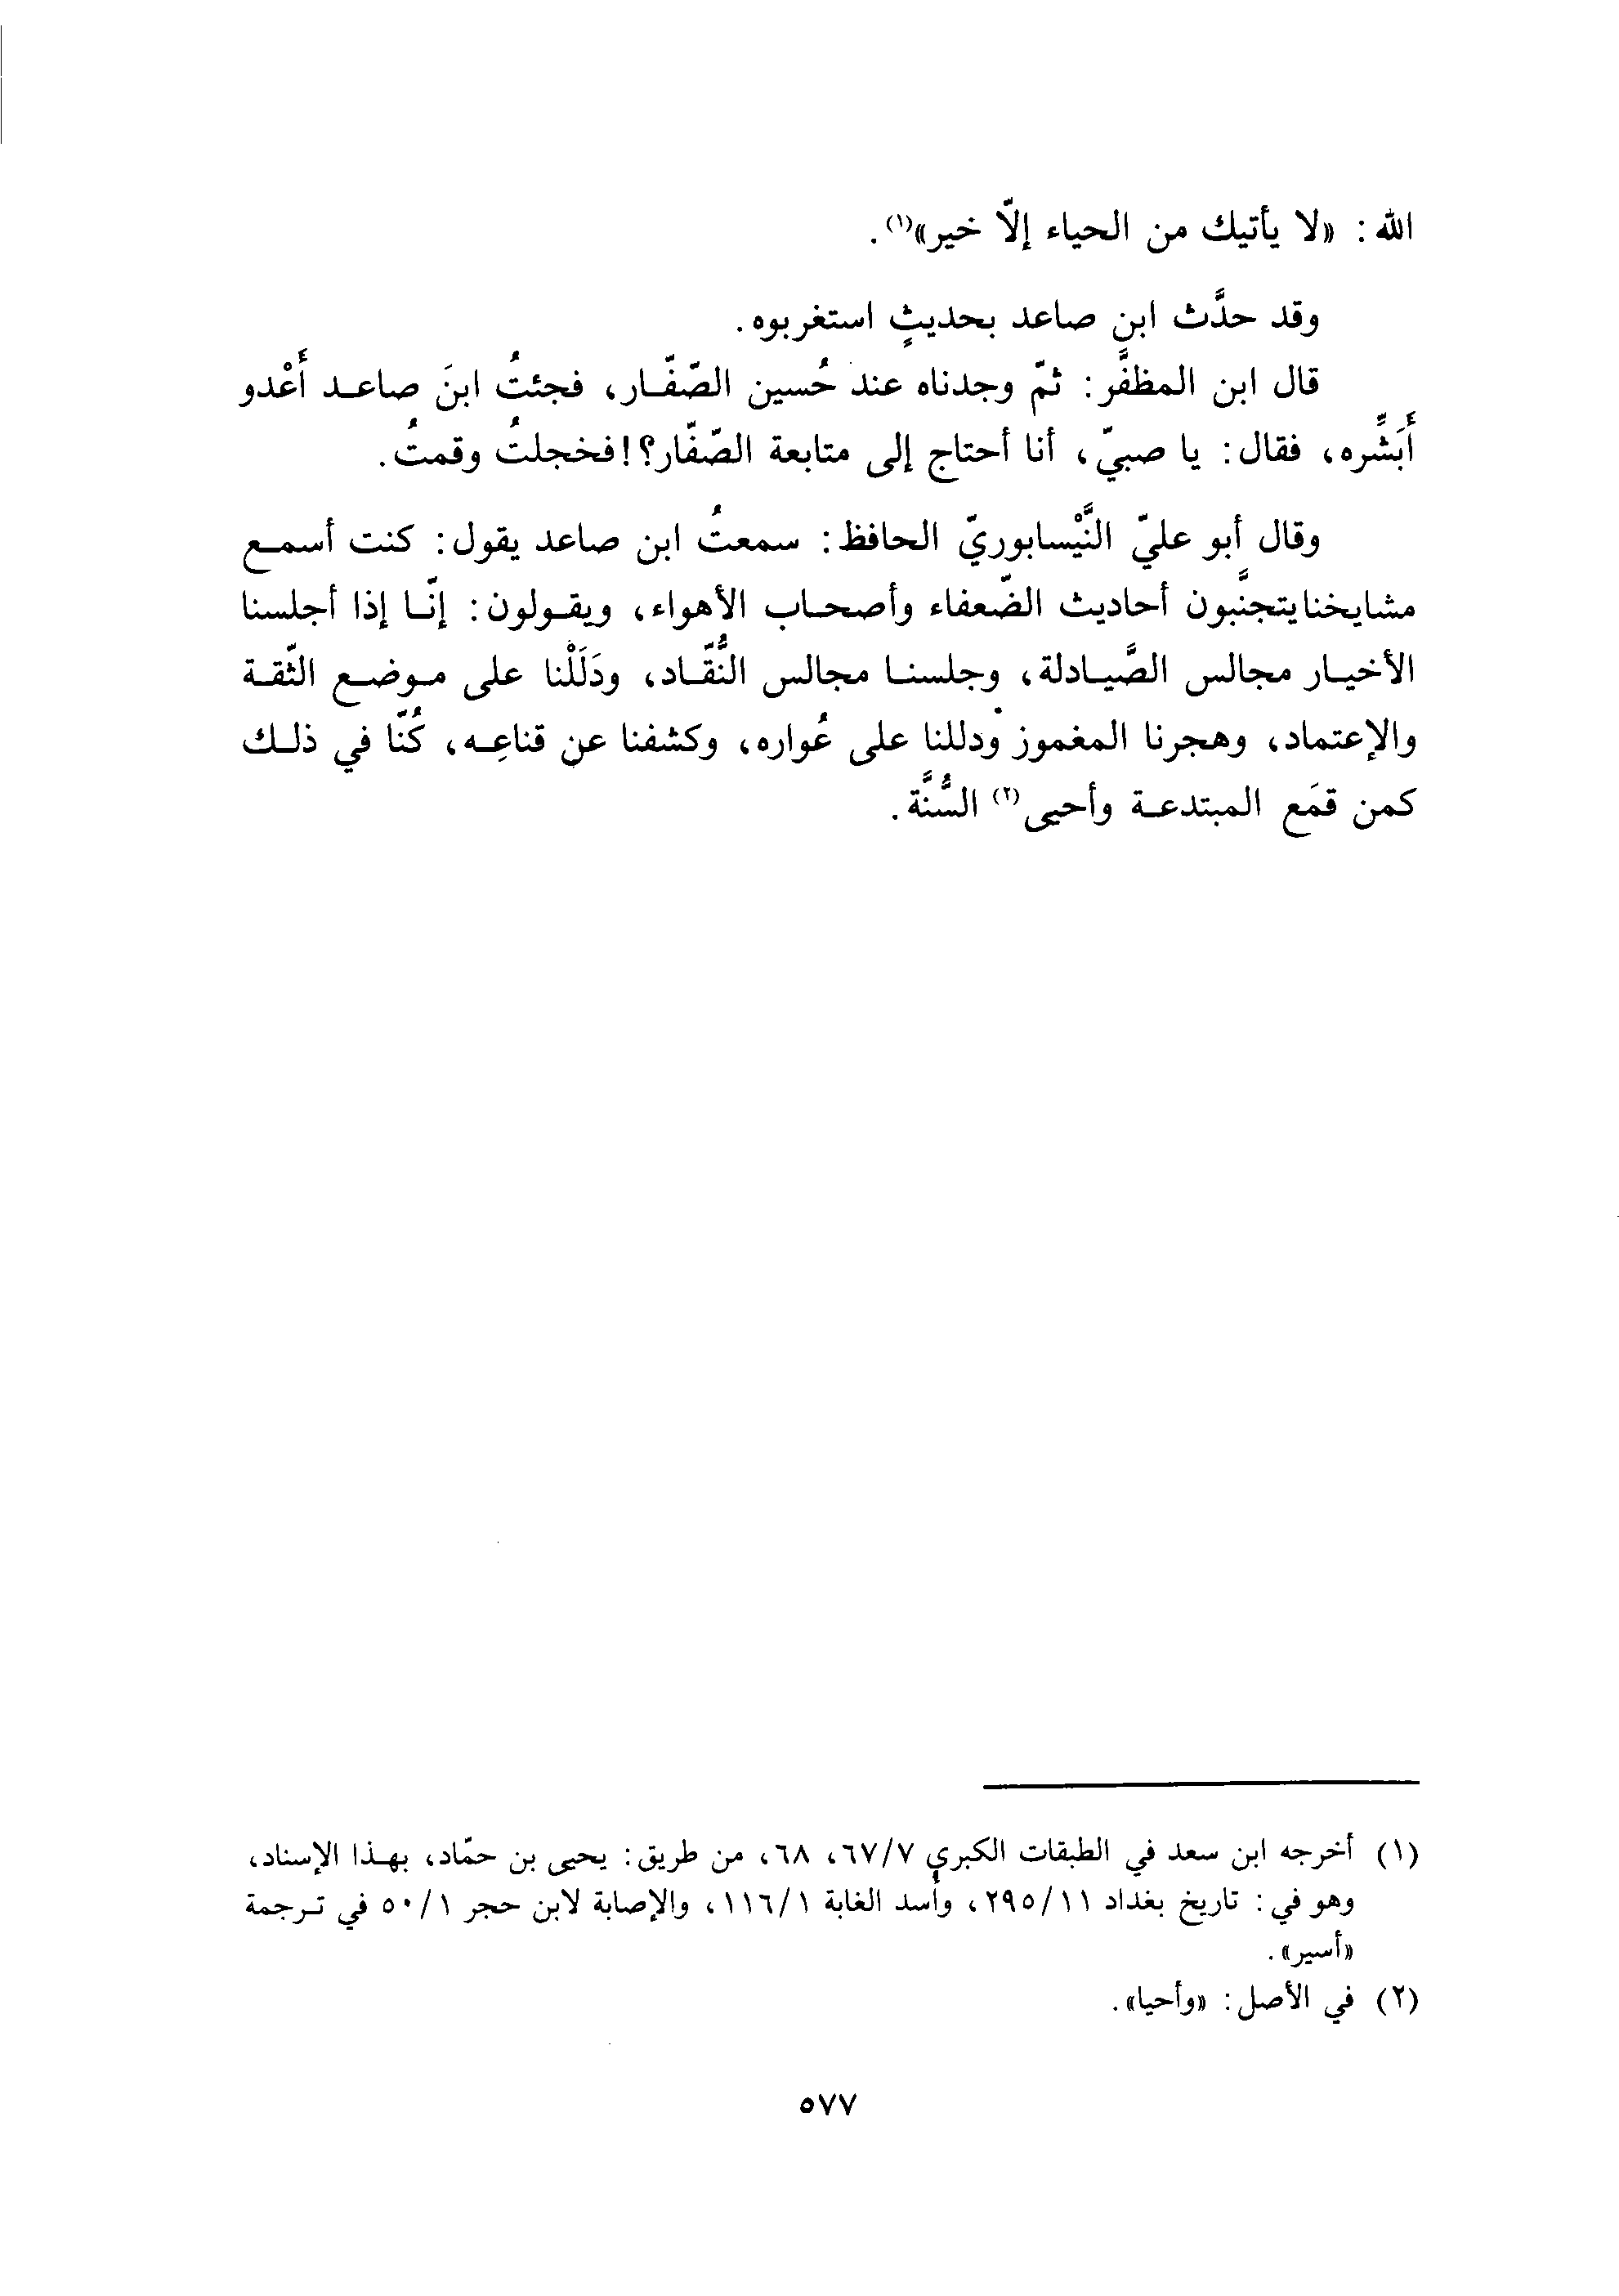 الله: «لا يأتيك من الحياء إلّا خير»(١).
وقد حدَّث ابن صاعد بحديثٍ استغربوه.
قال ابن المظفَّر: ثمّ وجدناه عند حُسين الصّفّار، فجئتُ ابنَ صاعد أَعْدو
أُبَشِّره، فقال: يا صبيّ، أنا أحتاج إلى متابعة الصّفّار؟! فخجلتُ وقمتُ.
وقال أبو عليّ النَّيْسابوريّ الحافظ: سمعتُ ابن صاعد يقول: كنت أسمع
مشايخنا يتجنَّبون أحاديث الضّعفاء وأصحاب الأهواء، ويقولون: إنّا إذا أجلسنا
الأخيار مجالس الصَّيادلة، وجلسنا مجالس النُّقّاد، ودَلَلْنا على موضع الثّقة
والإعتماد، وهجرنا المغموز ودللنا على عُواره، وكشفنا عن قناعِه، كُنّا في ذلك
كمن قمَع المبتدعة وأحيى(٢) السُّنَّة.
(١) أخرجه ابن سعد في الطبقات الكبرى ٦٧/٧، ٦٨، من طريق: يحيى بن حمّاد، بهذا الإسناد،
وهو في: تاريخ بغداد ٢٩٥/١١، وأُسد الغابة ١١٦/١، والإصابة لابن حجر ٥٠/١ في ترجمة
«أسير».
(٢) في الأصل: «وأحيا».
٥٧٧